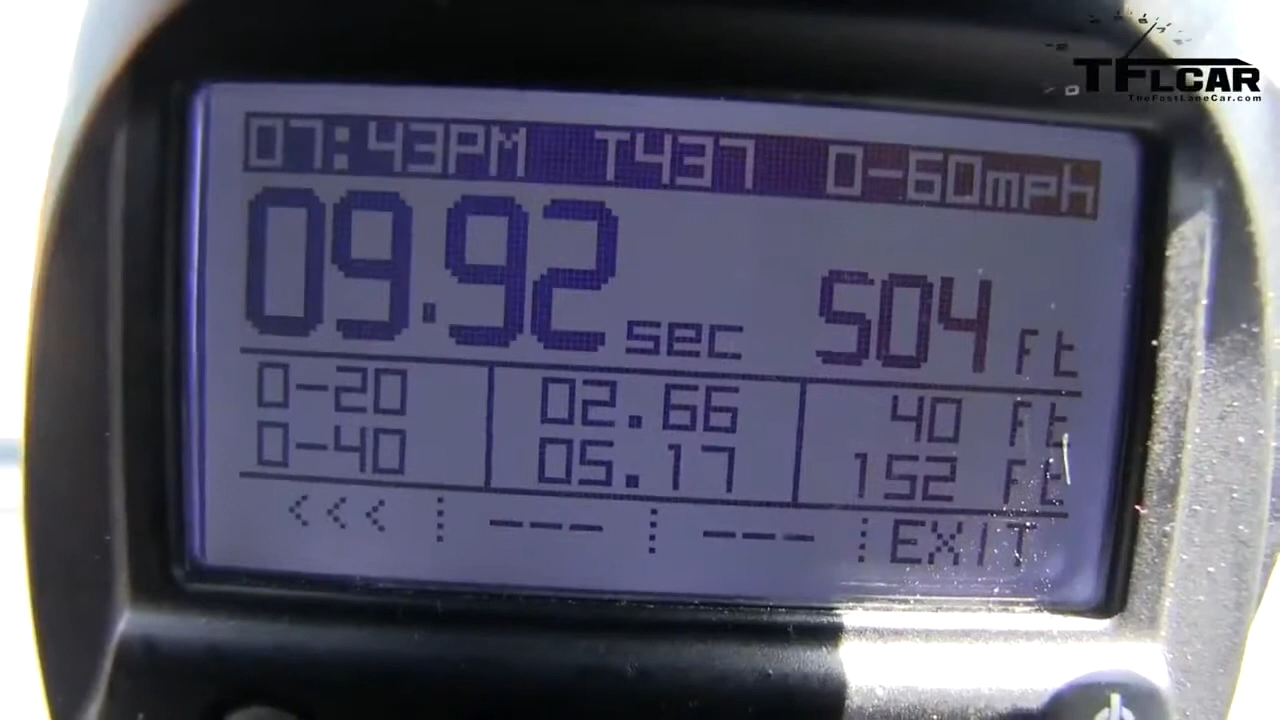 TFLCAR
TheFastLaneCar.com
07:43PM T437 0-60mph
09.92 sec 504 ft
0-20 02.66 40 ft
0-40 05.17 152 ft
<<< --- --- EXIT